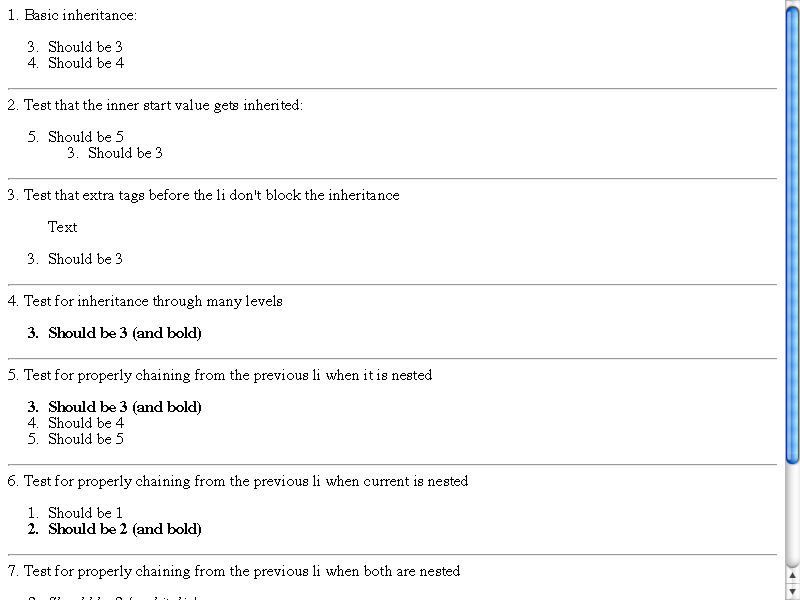 1. Basic inheritance:
3. Should be 3
4. Should be 4
2. Test that the inner start value gets inherited:
5. Should be 5
3. Should be 3
3. Test that extra tags before the li don't block the inheritance
Text
3. Should be 3
4. Test for inheritance through many levels
3. Should be 3 (and bold)
5. Test for properly chaining from the previous li when it is nested
3. Should be 3 (and bold)
4. Should be 4
5. Should be 5
6. Test for properly chaining from the previous li when current is nested
1. Should be 1
2. Should be 2 (and bold)
7. Test for properly chaining from the previous li when both are nested